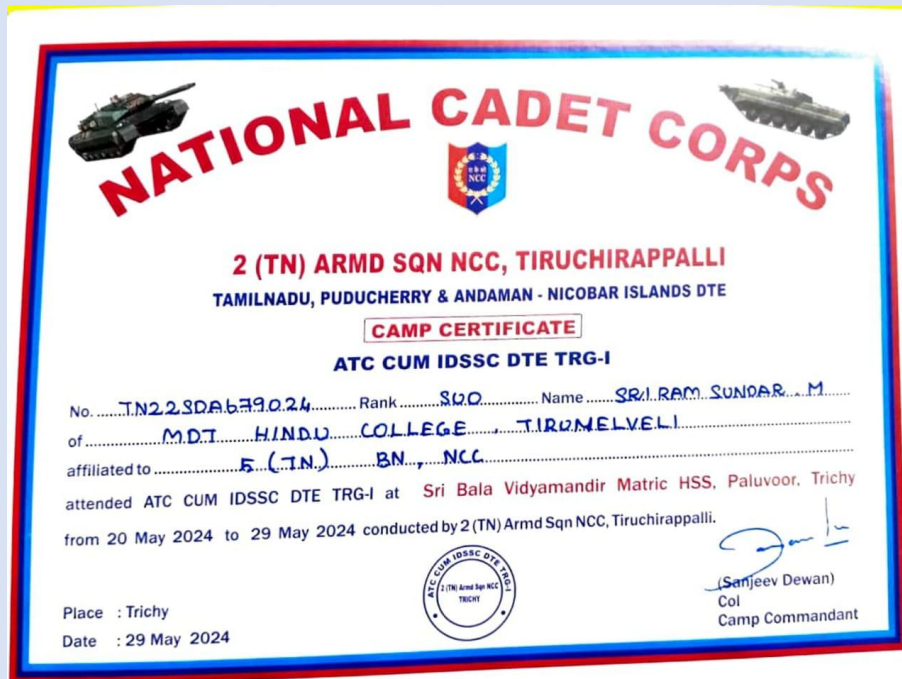 NATIONAL CADET CORPS
NCC
2 (TN) ARMD SQN NCC, TIRUCHIRAPPALLI
TAMILNADU, PUDUCHERRY & ANDAMAN - NICOBAR ISLANDS DTE
CAMP CERTIFICATE
ATC CUM IDSSC DTE TRG-I
No. TN22SDA679024 Rank SUO Name SRI RAM SUNDAR. M
of MDT HINDU COLLEGE, TIRUNELVELI
affiliated to 5 (TN) BN, NCC
attended ATC CUM IDSSC DTE TRG-I at Sri Bala Vidyamandir Matric HSS, Paluvoor, Trichy
from 20 May 2024 to 29 May 2024 conducted by 2 (TN) Armd Sqn NCC, Tiruchirappalli.
ATC CUM IDSSC DTE TRG-I
2 (TN) Armd Sqn NCC
TRICHY
(Sanjeev Dewan)
Col
Camp Commandant
Place : Trichy
Date : 29 May 2024